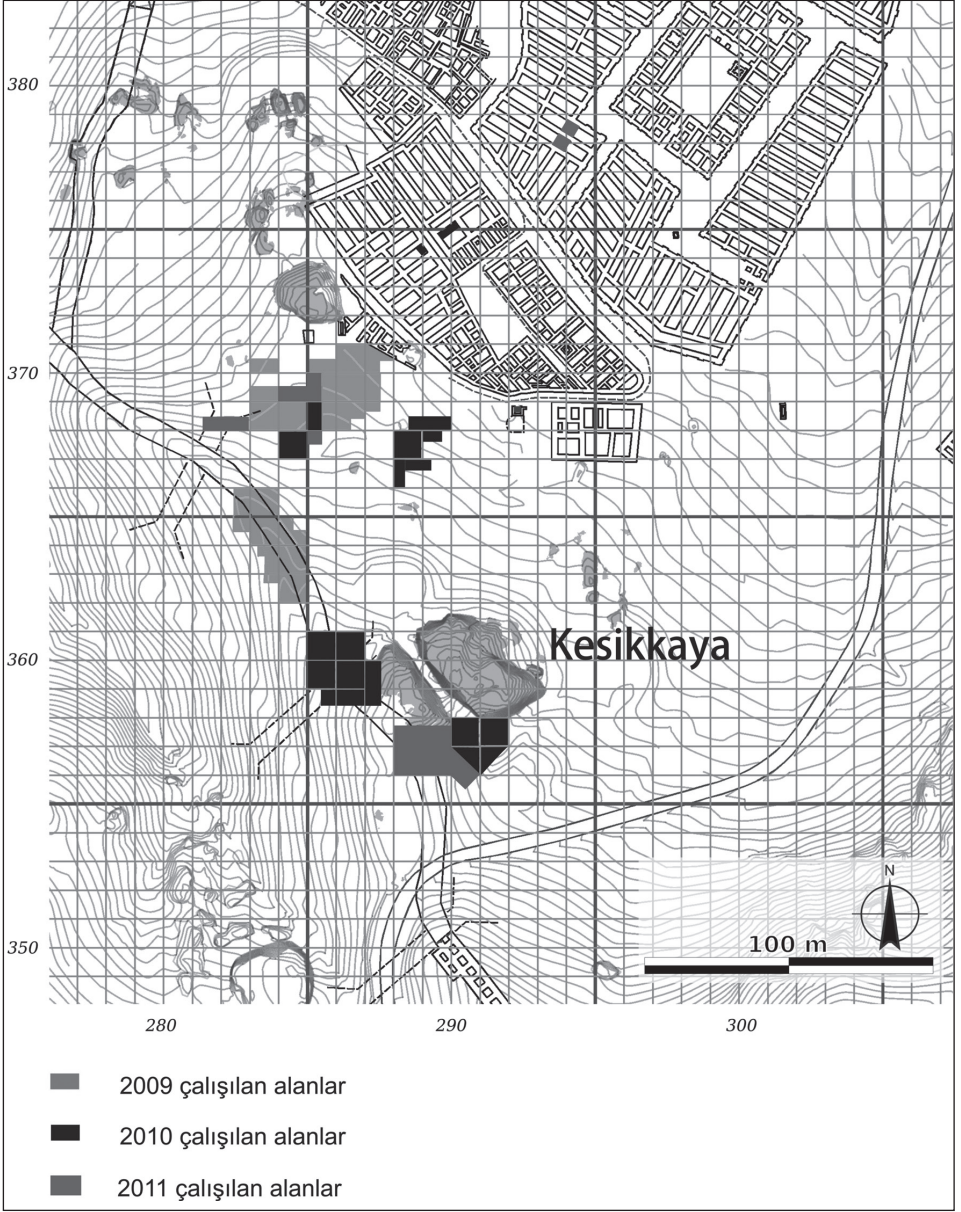 380
370
Kesikkaya
360
N
100 m
350
280 290 300
2009 çalışılan alanlar
2010 çalışılan alanlar
2011 çalışılan alanlar